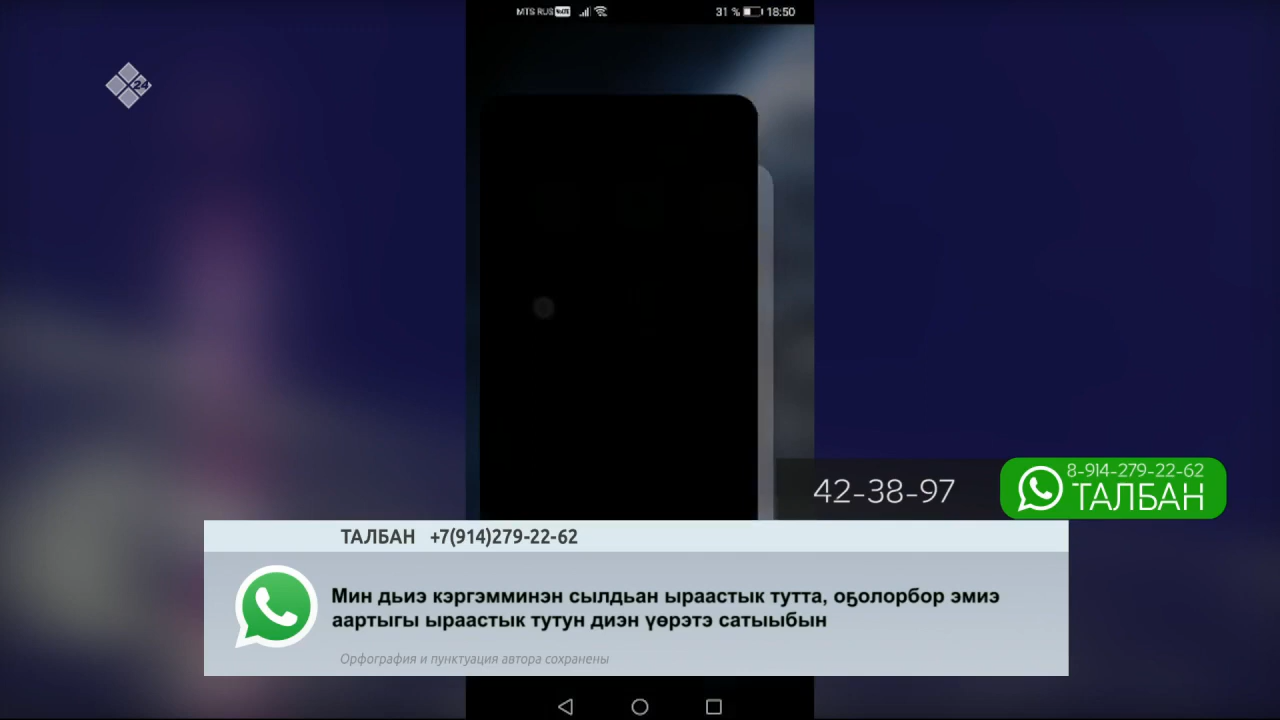 MTS RUS VoLTE 31 % 18:50
24
42-38-97
8-914-279-22-62
ТАЛБАН
ТАЛБАН +7(914)279-22-62
Мин дьиэ кэргэмминэн сылдьан ыраастык тутта, оҕолорбор эмиэ
аартыгы ыраастык тутун диэн үөрэтэ сатыыбын
Орфография и пунктуация автора сохранены